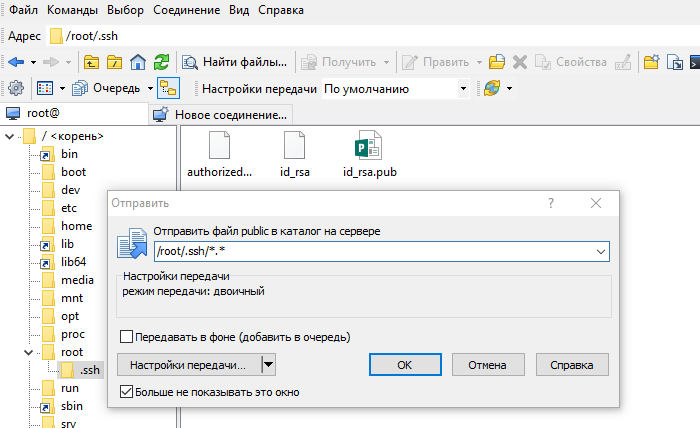 Файл Команды Выбор Соединение Вид Справка
Адрес /root/.ssh
Найти файлы... Получить Править Свойства
Очередь Настройки передачи По умолчанию
root@ Новое соединение...
/ <корень>
bin
boot
dev
etc
home
lib
lib64
media
mnt
opt
proc
root
.ssh
run
sbin
srv
authorized... id_rsa id_rsa.pub
Отправить
Отправить файл public в каталог на сервере
/root/.ssh/*.*
Настройки передачи
режим передачи: двоичный
Передавать в фоне (добавить в очередь)
Настройки передачи... OK Отмена Справка
Больше не показывать это окно